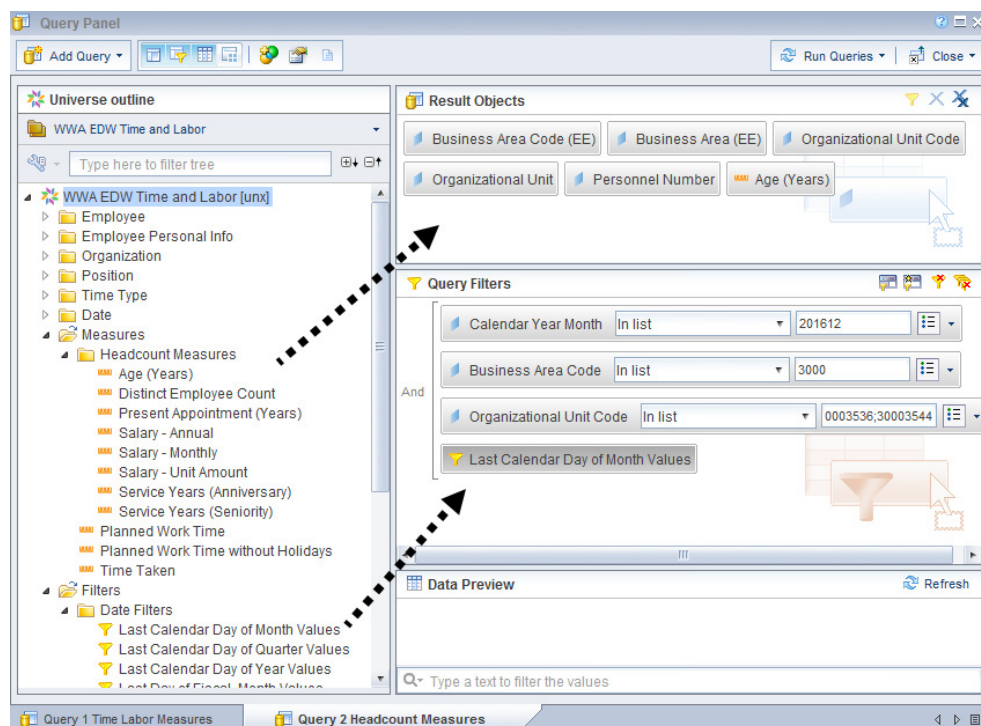 Query Panel
Add Query
Run Queries
Close
Universe outline
WWA EDW Time and Labor
Type here to filter tree
WWA EDW Time and Labor [unx]
Employee
Employee Personal Info
Organization
Position
Time Type
Date
Measures
Headcount Measures
Age (Years)
Distinct Employee Count
Present Appointment (Years)
Salary - Annual
Salary - Monthly
Salary - Unit Amount
Service Years (Anniversary)
Service Years (Seniority)
Planned Work Time
Planned Work Time without Holidays
Time Taken
Filters
Date Filters
Last Calendar Day of Month Values
Last Calendar Day of Quarter Values
Last Calendar Day of Year Values
Last Day of Fiscal Month Values
Result Objects
Business Area Code (EE) Business Area (EE) Organizational Unit Code
Organizational Unit Personnel Number Age (Years)
Query Filters
And
Calendar Year Month In list 201612
Business Area Code In list 3000
Organizational Unit Code In list 0003536;30003544
Last Calendar Day of Month Values
Data Preview Refresh
Type a text to filter the values
Query 1 Time Labor Measures Query 2 Headcount Measures